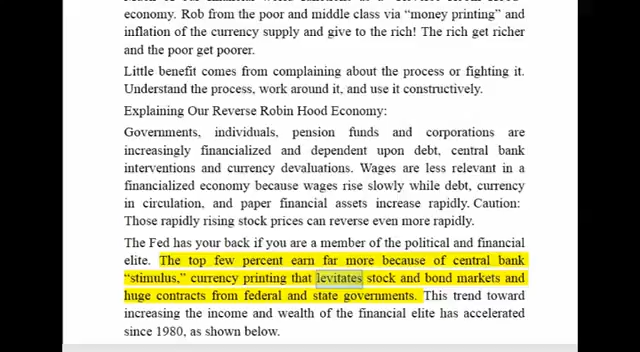 economy. Rob from the poor and middle class via “money printing” and
inflation of the currency supply and give to the rich! The rich get richer
and the poor get poorer.
Little benefit comes from complaining about the process or fighting it.
Understand the process, work around it, and use it constructively.
Explaining Our Reverse Robin Hood Economy:
Governments, individuals, pension funds and corporations are
increasingly financialized and dependent upon debt, central bank
interventions and currency devaluations. Wages are less relevant in a
financialized economy because wages rise slowly while debt, currency
in circulation, and paper financial assets increase rapidly. Caution:
Those rapidly rising stock prices can reverse even more rapidly.
The Fed has your back if you are a member of the political and financial
elite. The top few percent earn far more because of central bank
“stimulus,” currency printing that levitates stock and bond markets and
huge contracts from federal and state governments. This trend toward
increasing the income and wealth of the financial elite has accelerated
since 1980, as shown below.